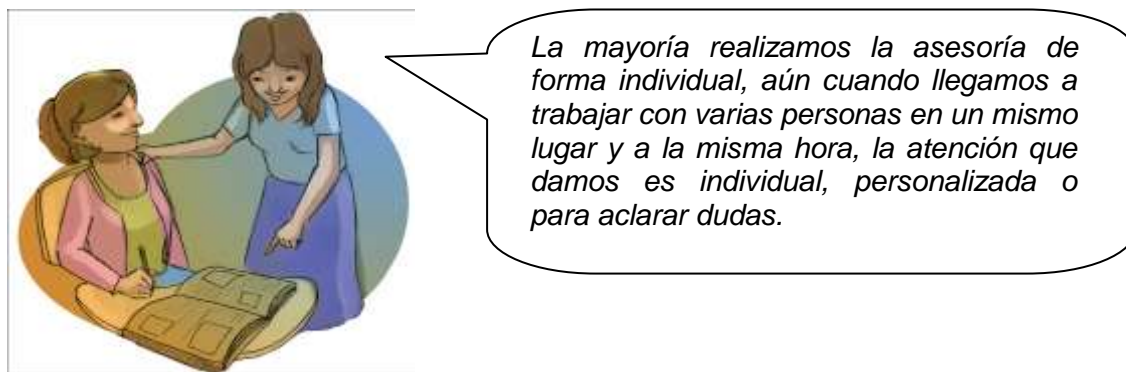 La mayoría realizamos la asesoría de
forma individual, aún cuando llegamos a
trabajar con varias personas en un mismo
lugar y a la misma hora, la atención que
damos es individual, personalizada o
para aclarar dudas.